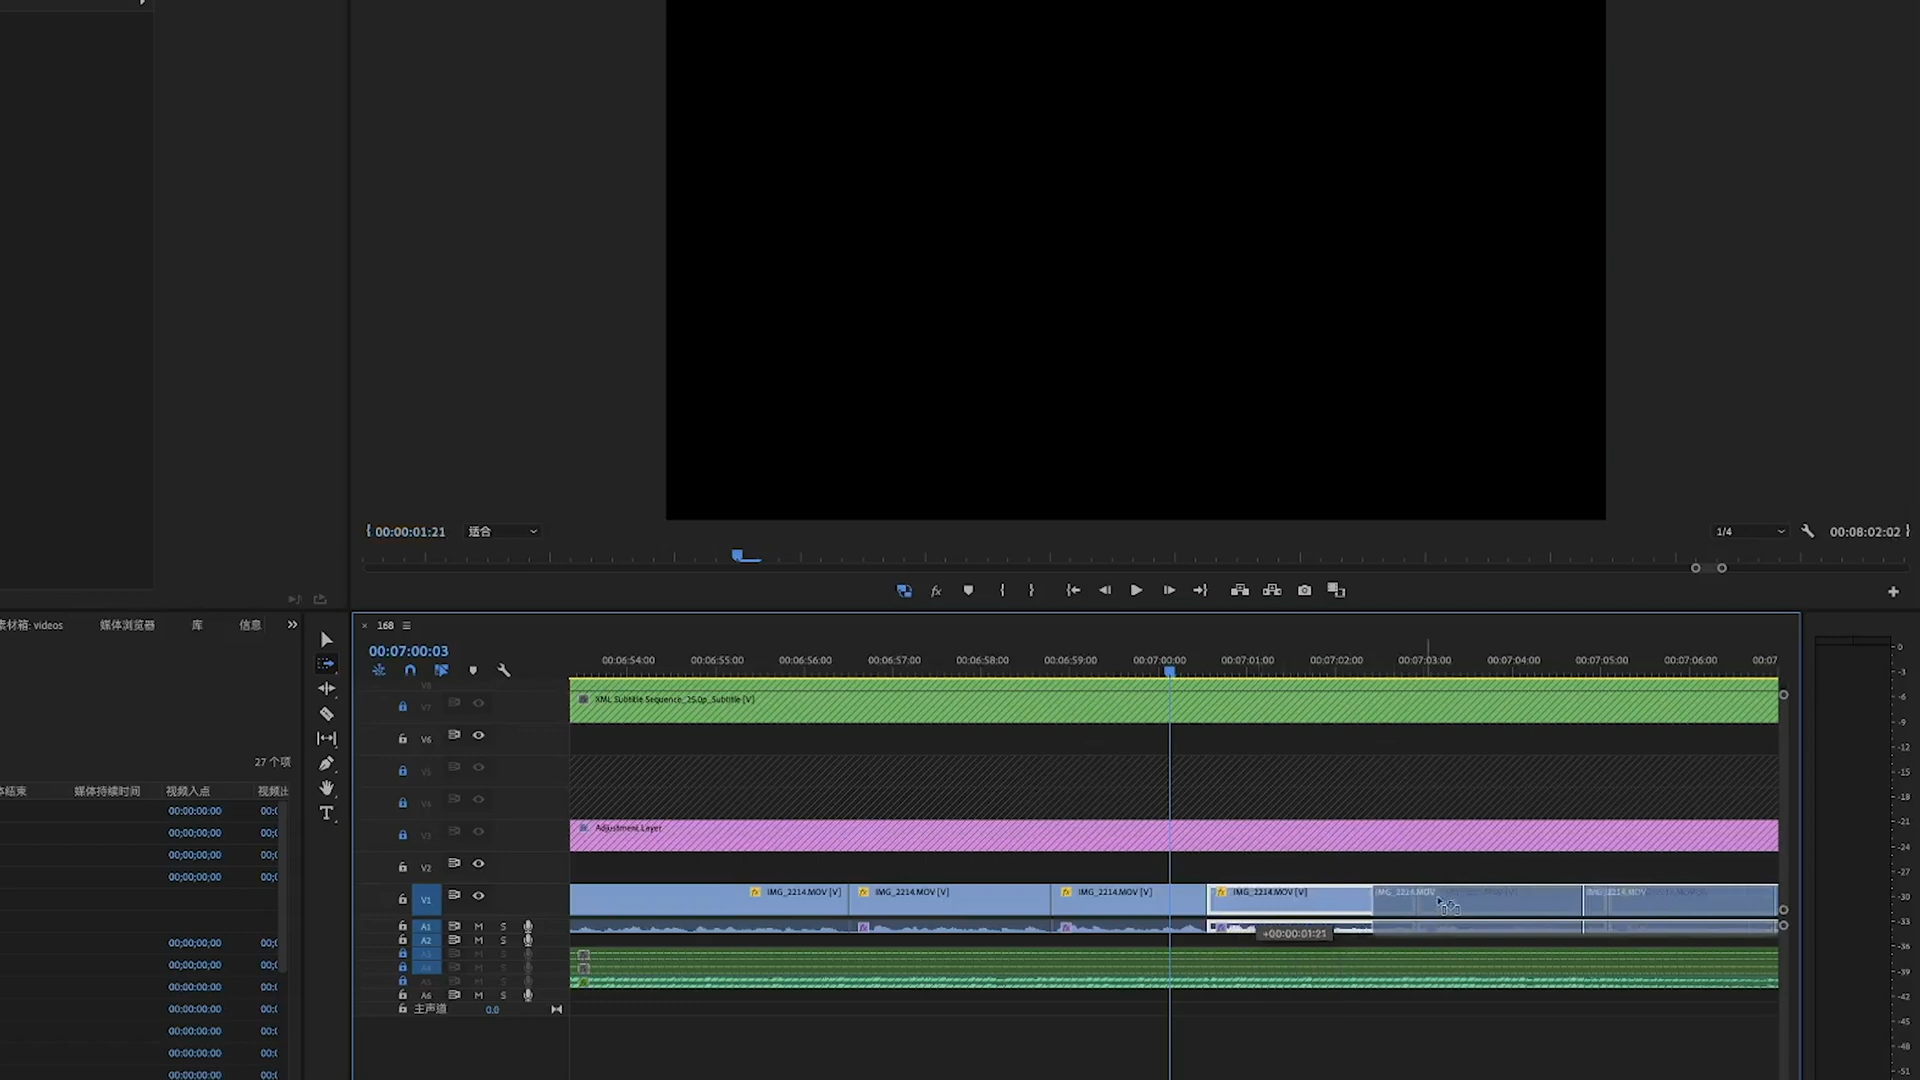 00:00:01:21
适合
1/4
00:08:02:02
素材箱: videos
媒体浏览器
库
信息
168
00:07:00:03
00:06:54:00
00:06:55:00
00:06:56:00
00:06:57:00
00:06:58:00
00:06:59:00
00:07:00:00
00:07:01:00
00:07:02:00
00:07:03:00
00:07:04:00
00:07:05:00
00:07:06:00
00:07
V8
V7
XML Subtitle Sequence_25.0p_Subtitle [V]
V6
V5
V4
V3
Adjustment Layer
V2
V1
IMG_2214.MOV [V]
IMG_2214.MOV [V]
IMG_2214.MOV [V]
IMG_2214.MOV [V]
IMG_2214.MOV
IMG_2214.MOV
A1 M S
+00:00:01:21
A2 M S
A3 M S
A4 M S
A5 M S
A6 M S
主声道 0.0
27 个项
体结束 媒体持续时间 视频入点 视频出
00:00:00:00 00:(
00;00;00;00 00;(
00;00;00;00 00;(
00;00;00;00 00;(
00:00:00:00 00:(
00;00;00;00 00;(
00:00:00:00 00:(
00:00:00:00 00:(
00:00:00:00 00:(
00:00:00:00 00:(
00:00:00:00 00:(
0
-3
-6
-9
-12
-15
-18
-21
-24
-27
-30
-33
-36
-39
-42
-45
-48
-51